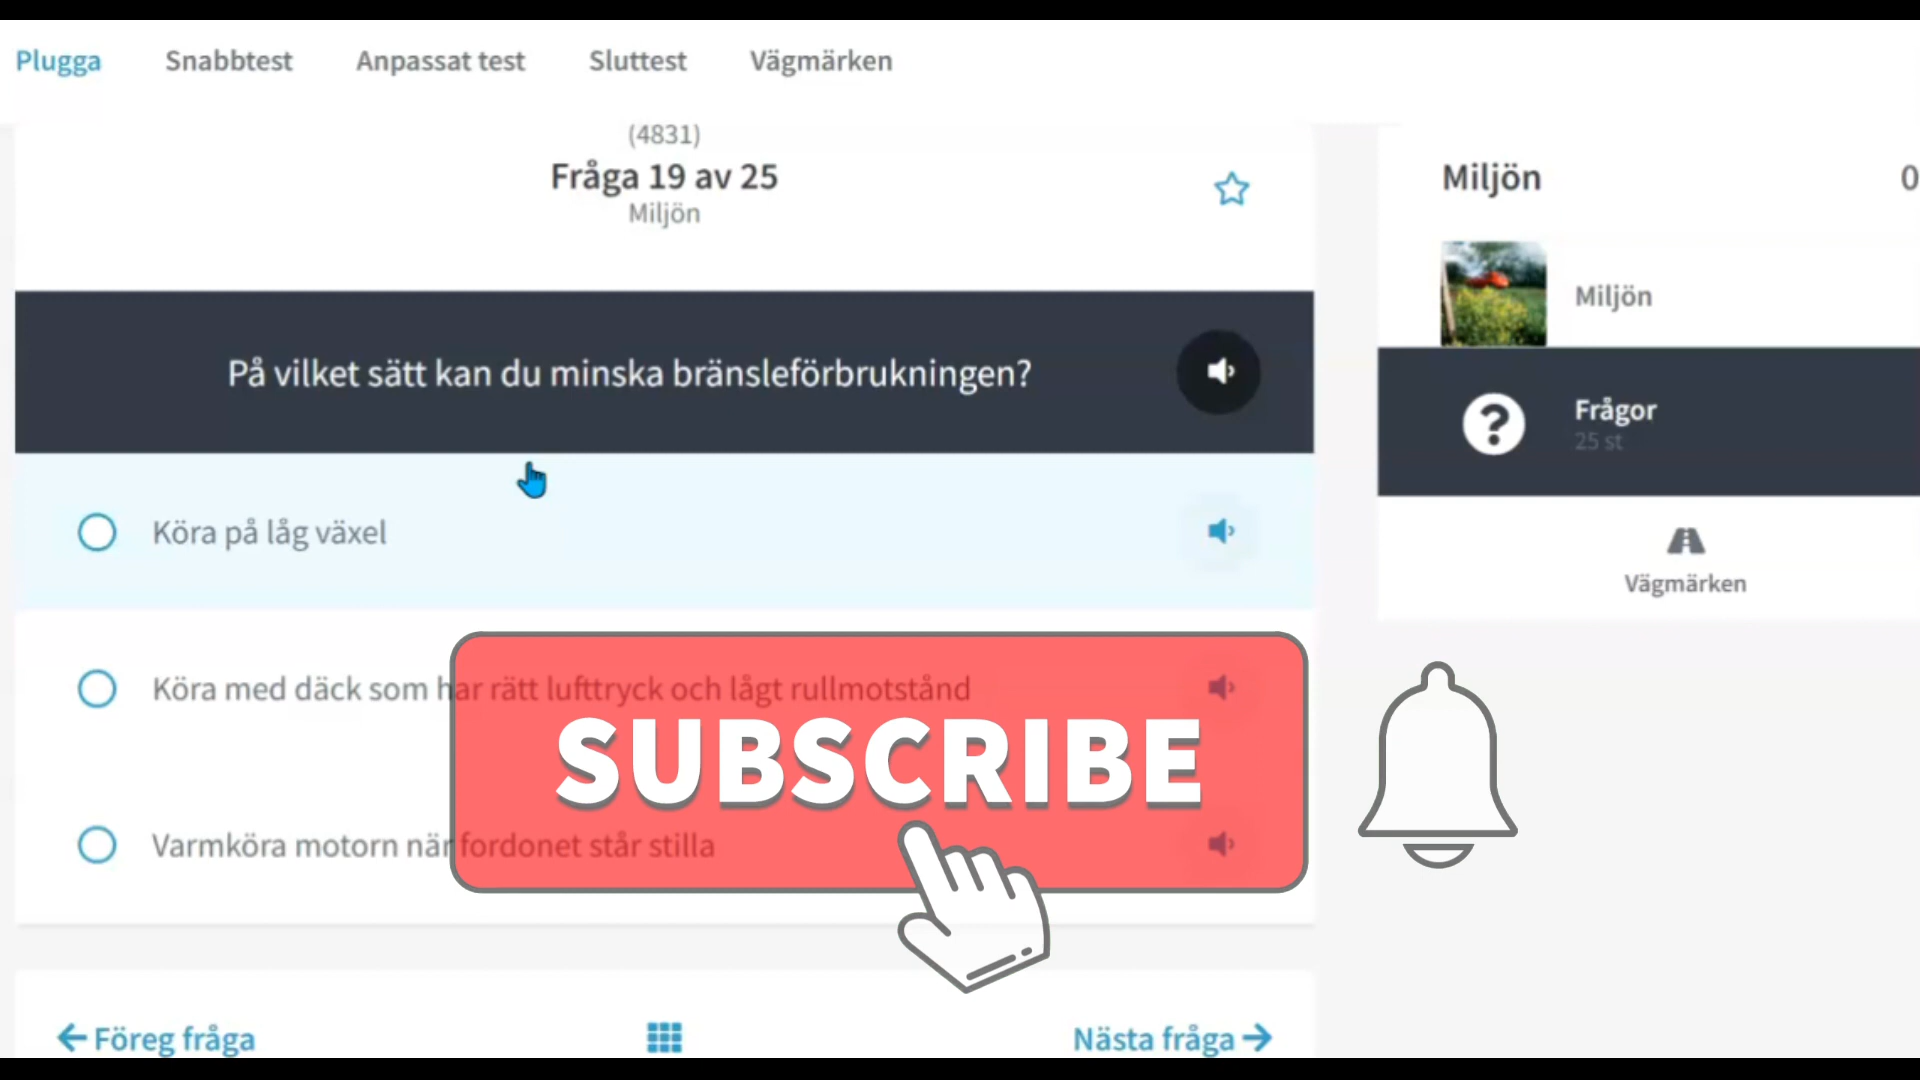 Plugga Snabbtest Anpassat test Sluttest Vägmärken
(4831)
Fråga 19 av 25
Miljön
På vilket sätt kan du minska bränsleförbrukningen?
Köra på låg växel
Köra med däck som har rätt lufttryck och lågt rullmotstånd
SUBSCRIBE
Varmköra motorn när fordonet står stilla
Föreg fråga
Nästa fråga
Miljön 0
Miljön
Frågor
25 st
Vägmärken